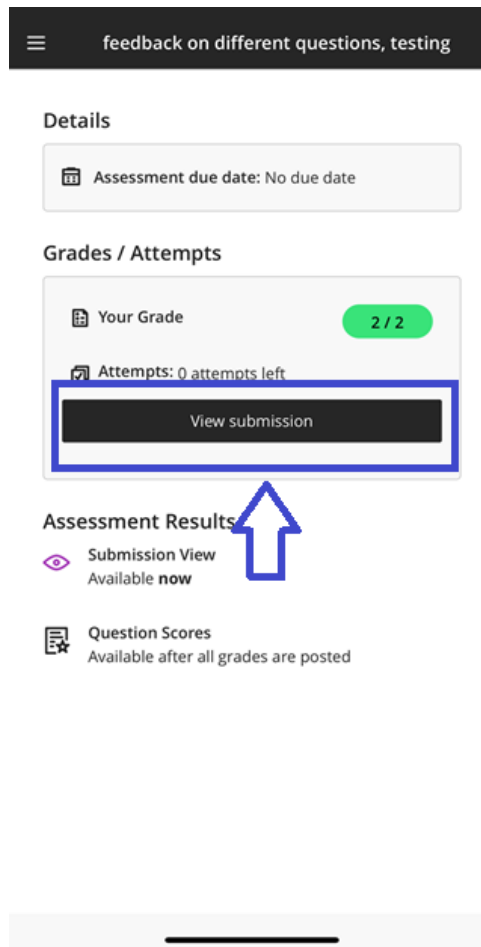 feedback on different questions, testing
Details
Assessment due date: No due date
Grades / Attempts
Your Grade
2 / 2
Attempts: 0 attempts left
View submission
Assessment Results
Submission View
Available now
Question Scores
Available after all grades are posted